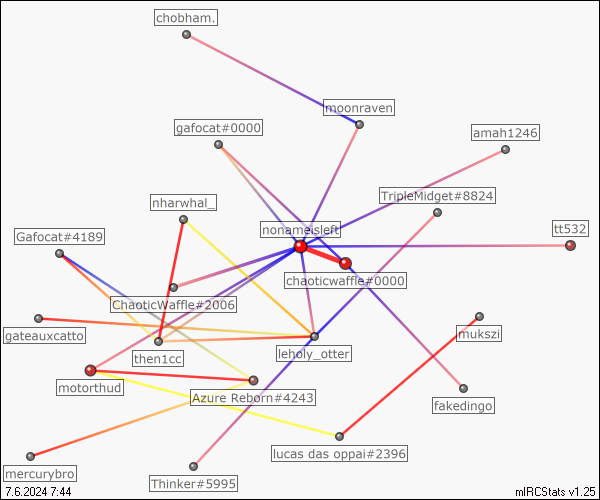 chobham.
moonraven
gafocat#0000
amah1246
TripleMidget#8824
nharwhal_
nonameisleft
Gafocat#4189
tt532
chaoticwaffle#0000
ChaoticWaffle#2006
gateauxcatto
mukszi
then1cc
leholy_otter
motorthud
Azure Reborn#4243
fakedingo
lucas das oppai#2396
mercurybro
Thinker#5995
7.6.2024 7:44
mIRCStats v1.25